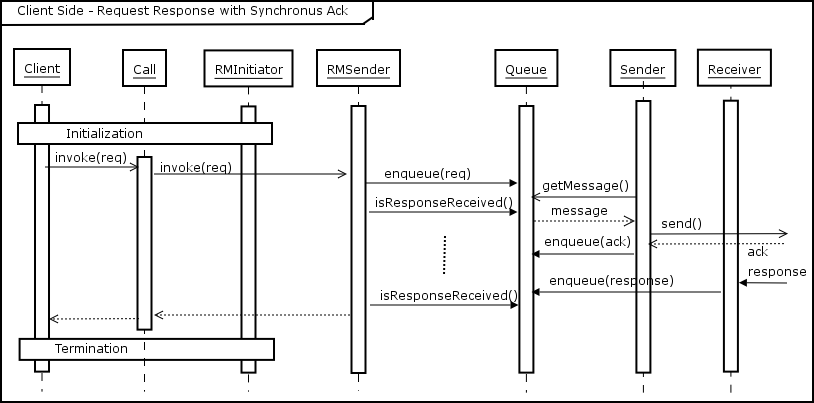 Client Side - Request Response with Synchronus Ack
Client
Call
RMInitiator
RMSender
Queue
Sender
Receiver
Initialization
invoke(req)
invoke(req)
enqueue(req)
getMessage()
isResponseReceived()
message
send()
enqueue(ack)
ack
response
enqueue(response)
isResponseReceived()
Termination